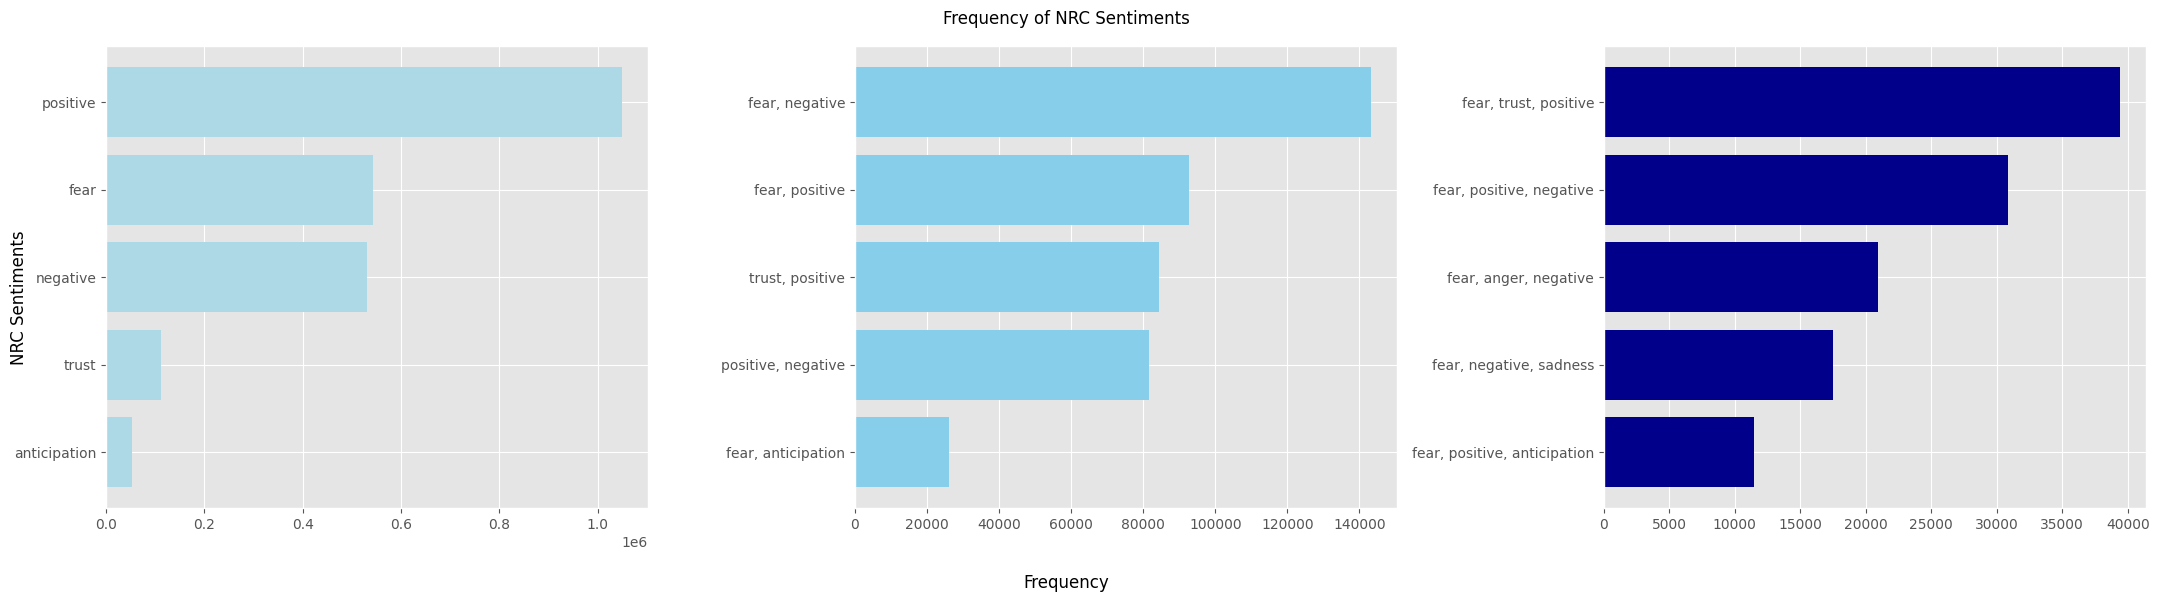 Frequency of NRC Sentiments
NRC Sentiments
positive
fear
negative
trust
anticipation
0.0 0.2 0.4 0.6 0.8 1.0
1e6
fear, negative
fear, positive
trust, positive
positive, negative
fear, anticipation
0 20000 40000 60000 80000 100000 120000 140000
fear, trust, positive
fear, positive, negative
fear, anger, negative
fear, negative, sadness
fear, positive, anticipation
0 5000 10000 15000 20000 25000 30000 35000 40000
Frequency